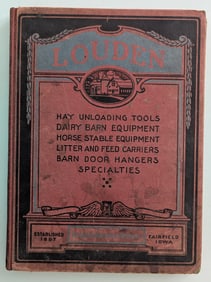 LOUDEN
HAY UNLOADING TOOLS
DAIRY BARN EQUIPMENT
HORSE STABLE EQUIPMENT
LITTER AND FEED CARRIERS
BARN DOOR HANGERS
SPECIALTIES
ESTABLISHED
1867
FAIRFIELD
IOWA